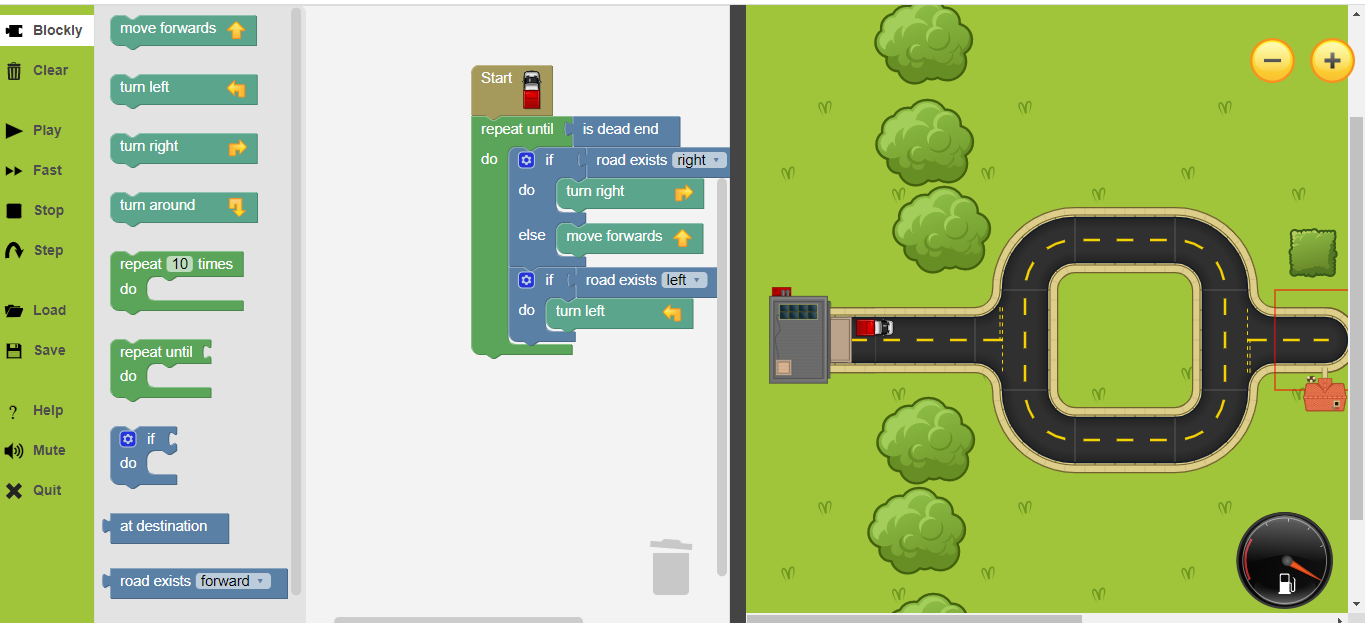 Blockly
Clear
Play
Fast
Stop
Step
Load
Save
Help
Mute
Quit
move forwards
turn left
turn right
turn around
repeat 10 times
do
repeat until
do
if
do
at destination
road exists forward
Start
repeat until is dead end
do if road exists right
do turn right
else move forwards
if road exists left
do turn left